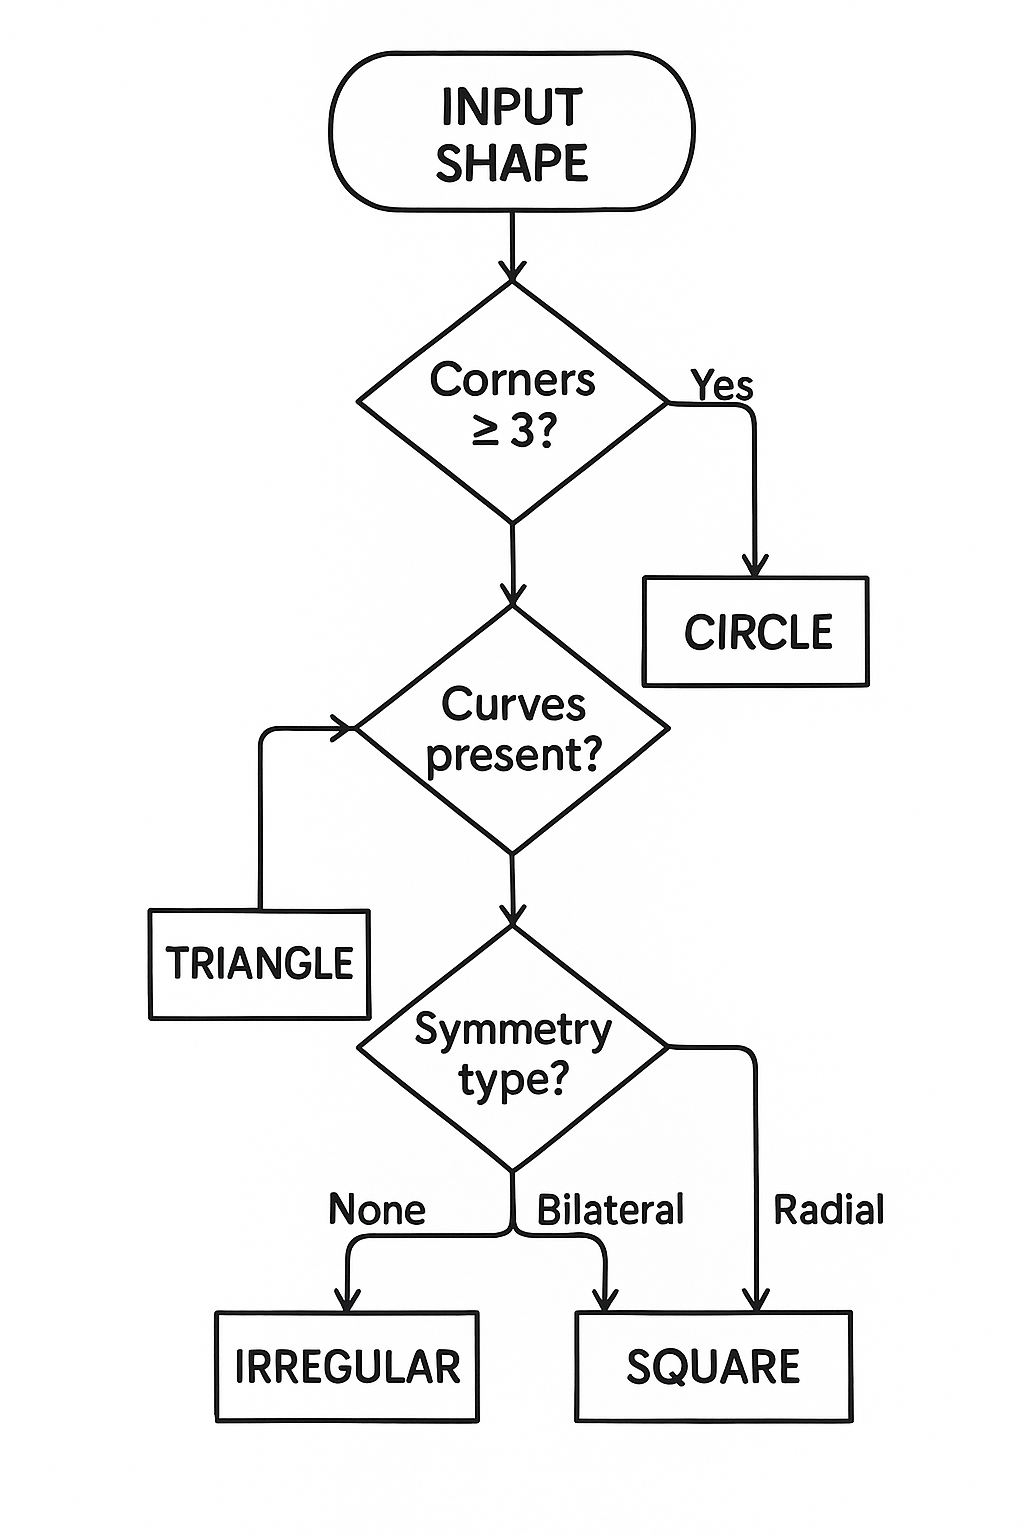 INPUT
SHAPE
Corners
≥ 3?
Yes
CIRCLE
Curves
present?
TRIANGLE
Symmetry
type?
None
Bilateral
Radial
IRREGULAR
SQUARE